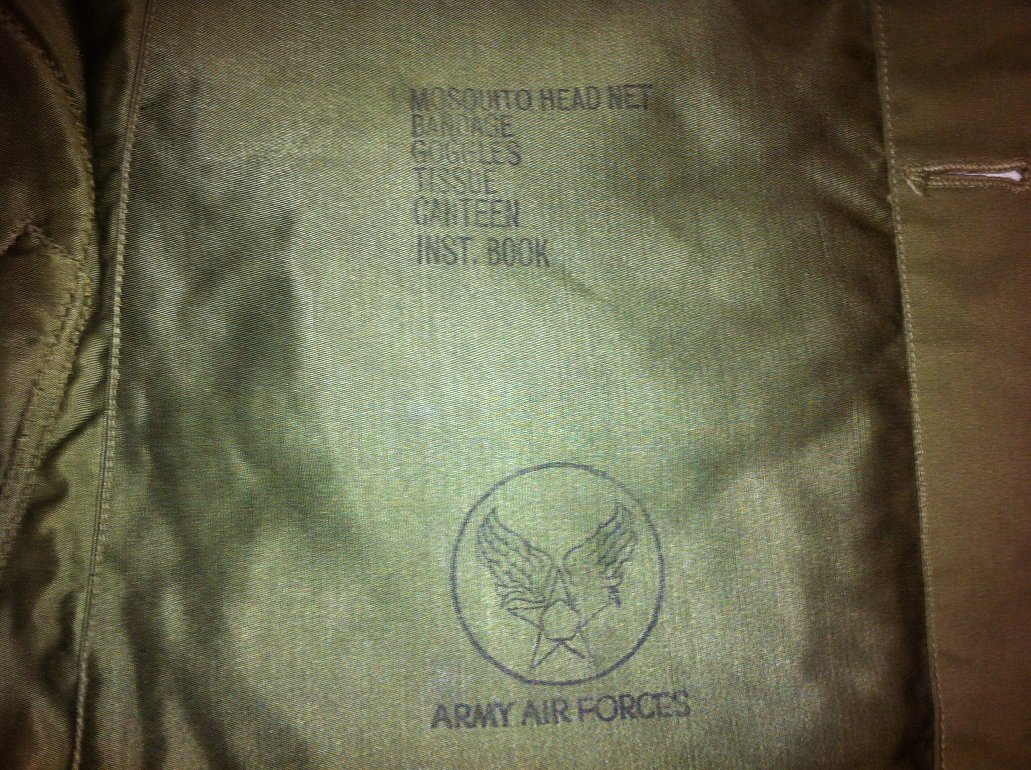 MOSQUITO HEAD NET
BANDAGE
GOGGLES
TISSUE
CANTEEN
INST. BOOK
ARMY AIR FORCES